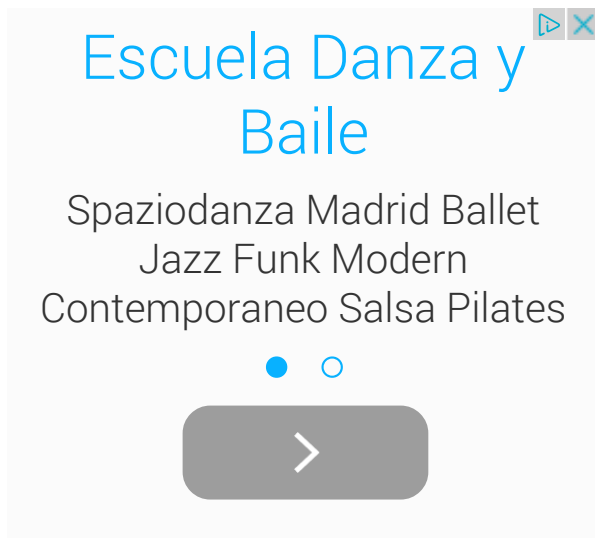 Escuela Danza y
Baile
Spaziodanza Madrid Ballet
Jazz Funk Modern
Contemporaneo Salsa Pilates